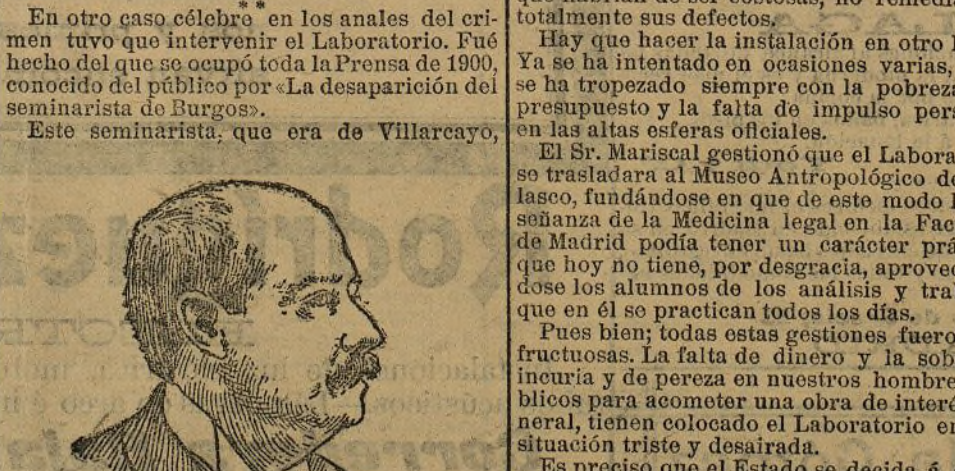 * *
En otro caso célebre en los anales del cri-
men tuvo que intervenir el Laboratorio. Fué
hecho del que se ocupó toda la Prensa de 1900,
conocido del público por «La desaparición del
seminarista de Burgos».
Este seminarista, que era de Villarcayo,
totalmente sus defectos.
Hay que hacer la instalación en otro
Ya se ha intentado en ocasiones varias,
se ha tropezado siempre con la pobreza
presupuesto y la falta de impulso pers
en las altas esferas oficiales.
El Sr. Mariscal gestionó que el Labora
se trasladara al Museo Antropológico de
lasco, fundándose en que de este modo
señanza de la Medicina legal en la Fac
de Madrid podía tener un carácter prá
que hoy no tiene, por desgracia, aprovec
dose los alumnos de los análisis y tra
que en él se practican todos los días.
Pues bien; todas estas gestiones fuero
fructuosas. La falta de dinero y la sob
incuria y de pereza en nuestros hombre
blicos para acometer una obra de interé
neral, tienen colocado el Laboratorio en
situación triste y desairada.
Es preciso que el Estado se decida á